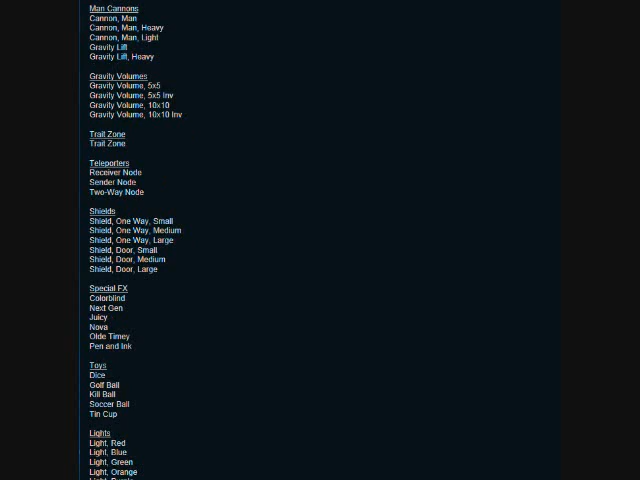 Man Cannons
Cannon, Man
Cannon, Man, Heavy
Cannon, Man, Light
Gravity Lift
Gravity Lift, Heavy
Gravity Volumes
Gravity Volume, 5x5
Gravity Volume, 5x5 Inv
Gravity Volume, 10x10
Gravity Volume, 10x10 Inv
Trait Zone
Trait Zone
Teleporters
Receiver Node
Sender Node
Two-Way Node
Shields
Shield, One Way, Small
Shield, One Way, Medium
Shield, One Way, Large
Shield, Door, Small
Shield, Door, Medium
Shield, Door, Large
Special FX
Colorblind
Next Gen
Juicy
Nova
Olde Timey
Pen and Ink
Toys
Dice
Golf Ball
Kill Ball
Soccer Ball
Tin Cup
Lights
Light, Red
Light, Blue
Light, Green
Light, Orange
Light, Purple